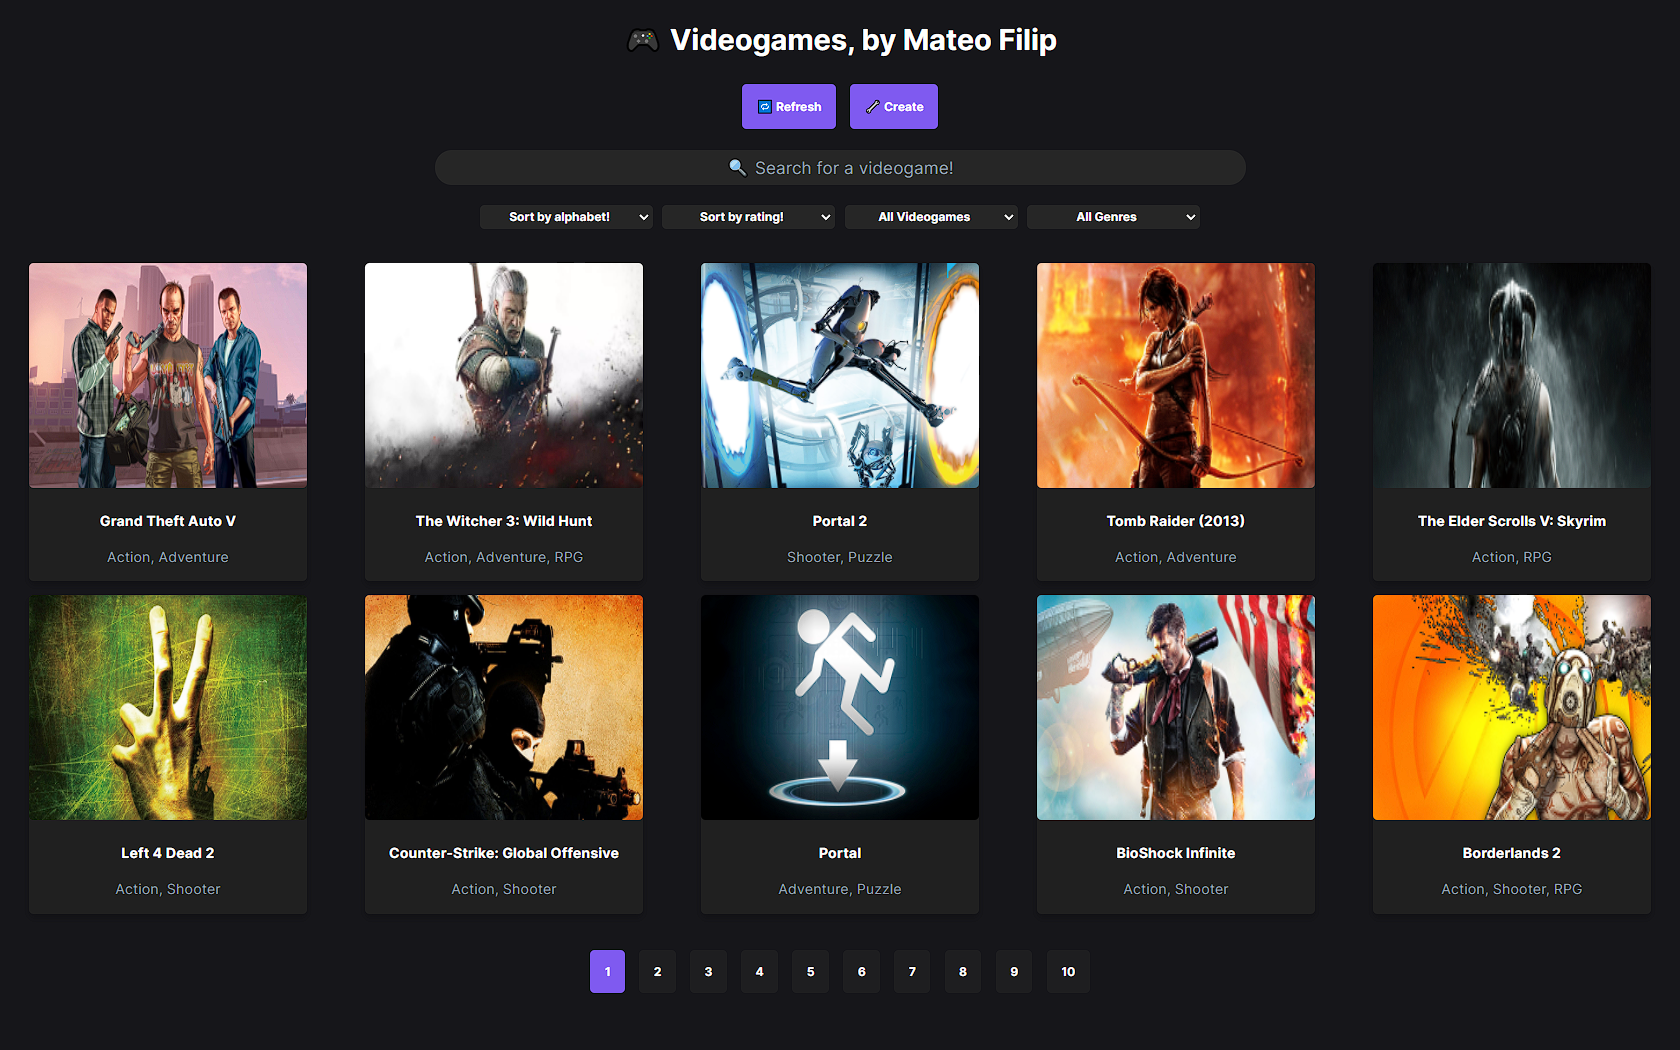 🎮 Videogames, by Mateo Filip
🔁 Refresh
🔧 Create
🔍 Search for a videogame!
Sort by alphabet!
Sort by rating!
All Videogames
All Genres
Grand Theft Auto V
Action, Adventure
The Witcher 3: Wild Hunt
Action, Adventure, RPG
Portal 2
Shooter, Puzzle
Tomb Raider (2013)
Action, Adventure
The Elder Scrolls V: Skyrim
Action, RPG
Left 4 Dead 2
Action, Shooter
Counter-Strike: Global Offensive
Action, Shooter
Portal
Adventure, Puzzle
BioShock Infinite
Action, Shooter
Borderlands 2
Action, Shooter, RPG
1 2 3 4 5 6 7 8 9 10